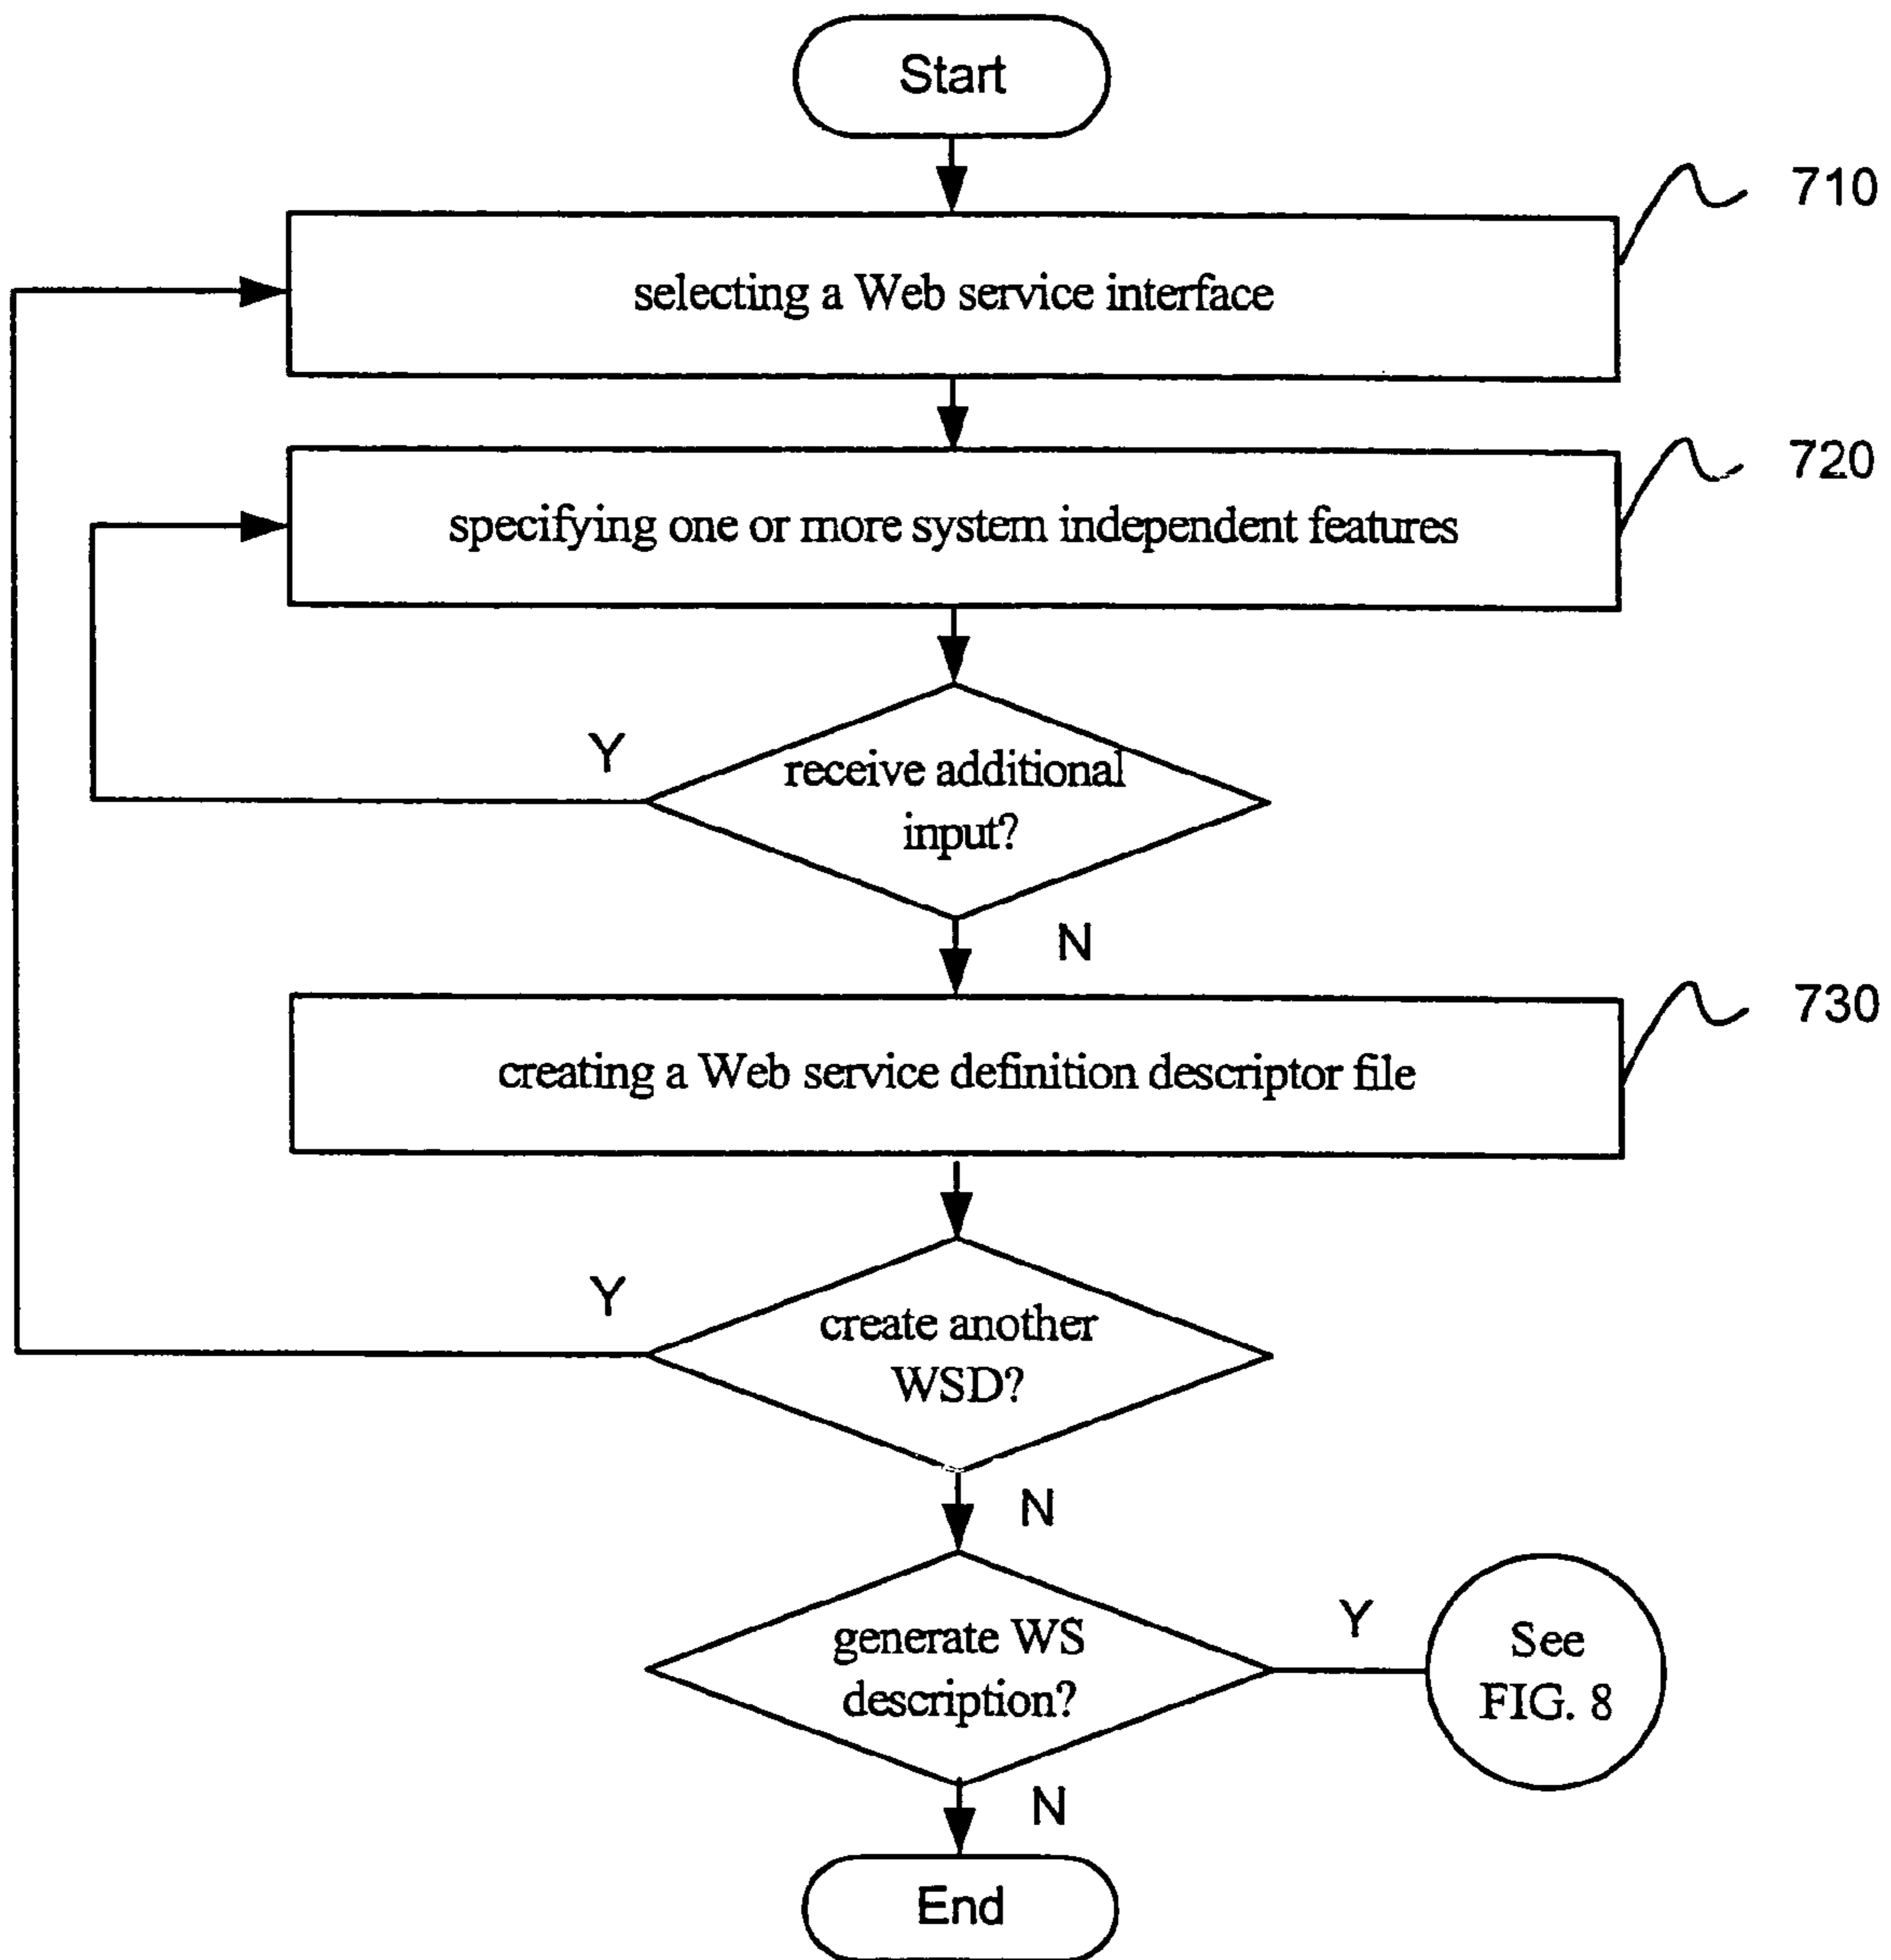 Start
710
selecting a Web service interface
720
specifying one or more system independent features
Y
receive additional
input?
N
730
creating a Web service definition descriptor file
Y
create another
WSD?
N
generate WS
description?
Y
See
FIG. 8
N
End